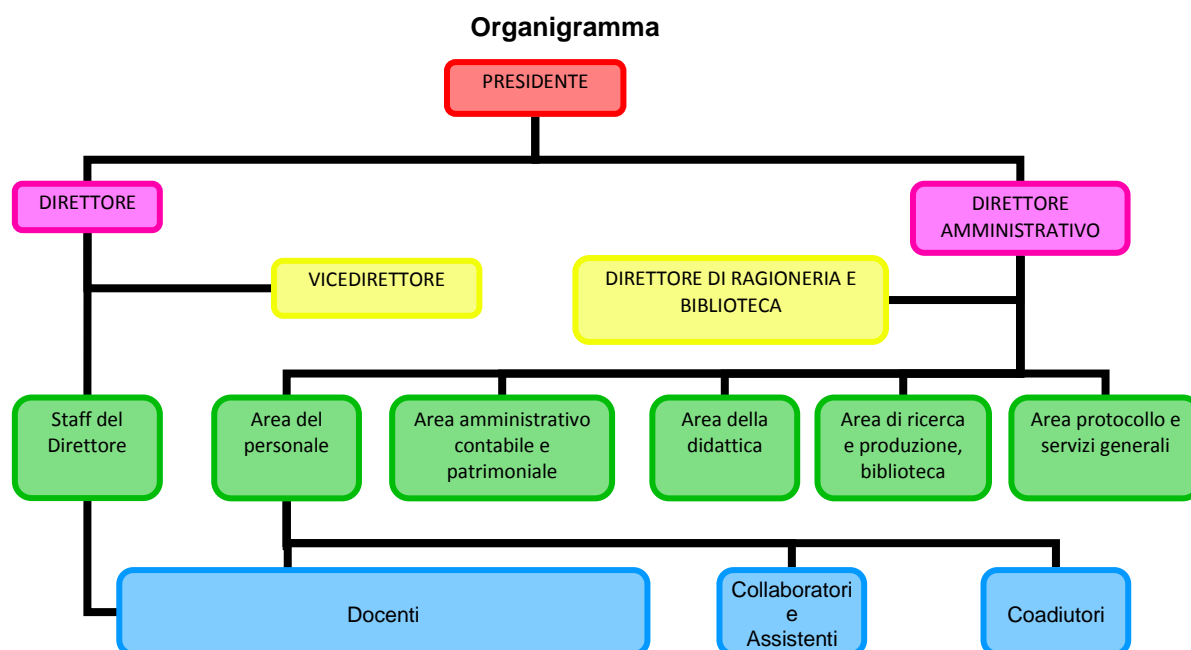 Organigramma
PRESIDENTE
DIRETTORE
DIRETTORE
AMMINISTRATIVO
VICEDIRETTORE
DIRETTORE DI RAGIONERIA E
BIBLIOTECA
Staff del
Direttore
Area del
personale
Area amministrativo
contabile e
patrimoniale
Area della
didattica
Area di ricerca
e produzione,
biblioteca
Area protocollo e
servizi generali
Docenti
Collaboratori
e
Assistenti
Coadiutori